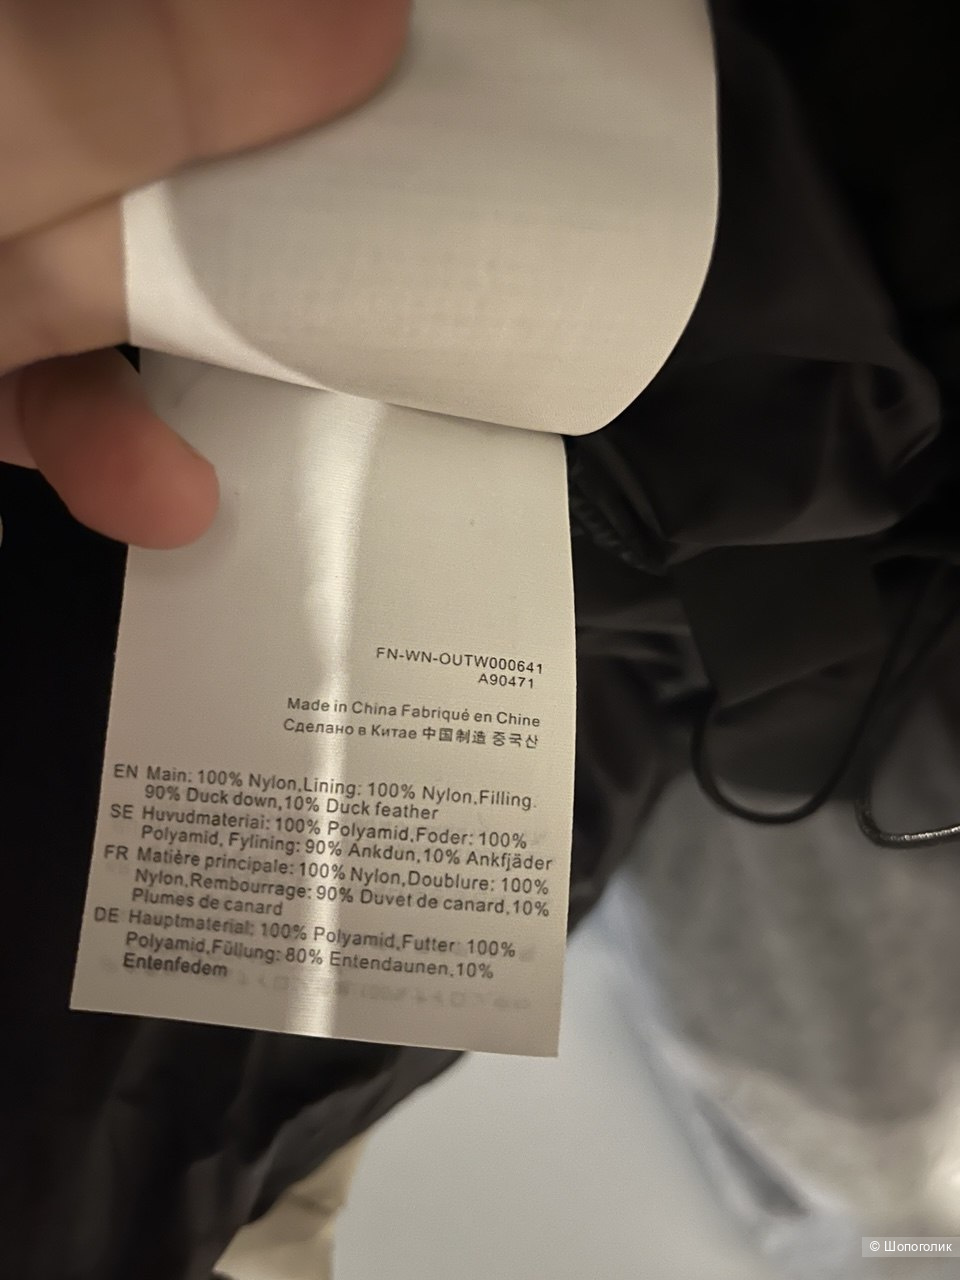 FN-WN-OUTW000641
A90471
Made in China Fabriqué en Chine
Сделано в Китае 中国制造 중국산
EN Main: 100% Nylon,Lining: 100% Nylon,Filling.
90% Duck down,10% Duck feather
SE Huvudmateriai: 100% Polyamid,Foder: 100%
Polyamid, Fylining: 90% Ankdun,10% Ankfjäder
FR Matière principale: 100% Nylon,Doublure: 100%
Nylon,Rembourrage: 90% Duvet de canard,10%
Plumes de canard
DE Hauptmaterial: 100% Polyamid,Futter: 100%
Polyamid,Füllung: 80% Entendaunen,10%
Entenfedem
© Шопоголик